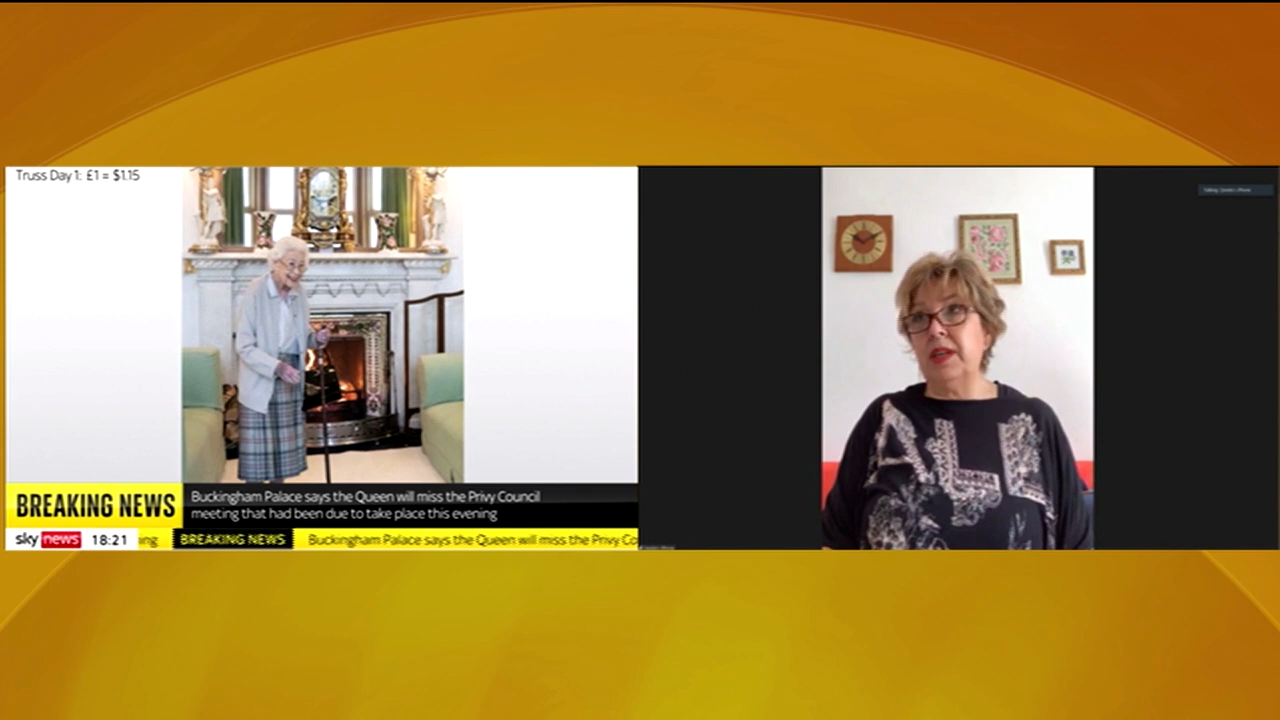 Truss Day 1: £1 = $1.15
BREAKING NEWS
Buckingham Palace says the Queen will miss the Privy Council
meeting that had been due to take place this evening
sky news 18:21 ing BREAKING NEWS Buckingham Palace says the Queen will miss the Privy Co
ALL